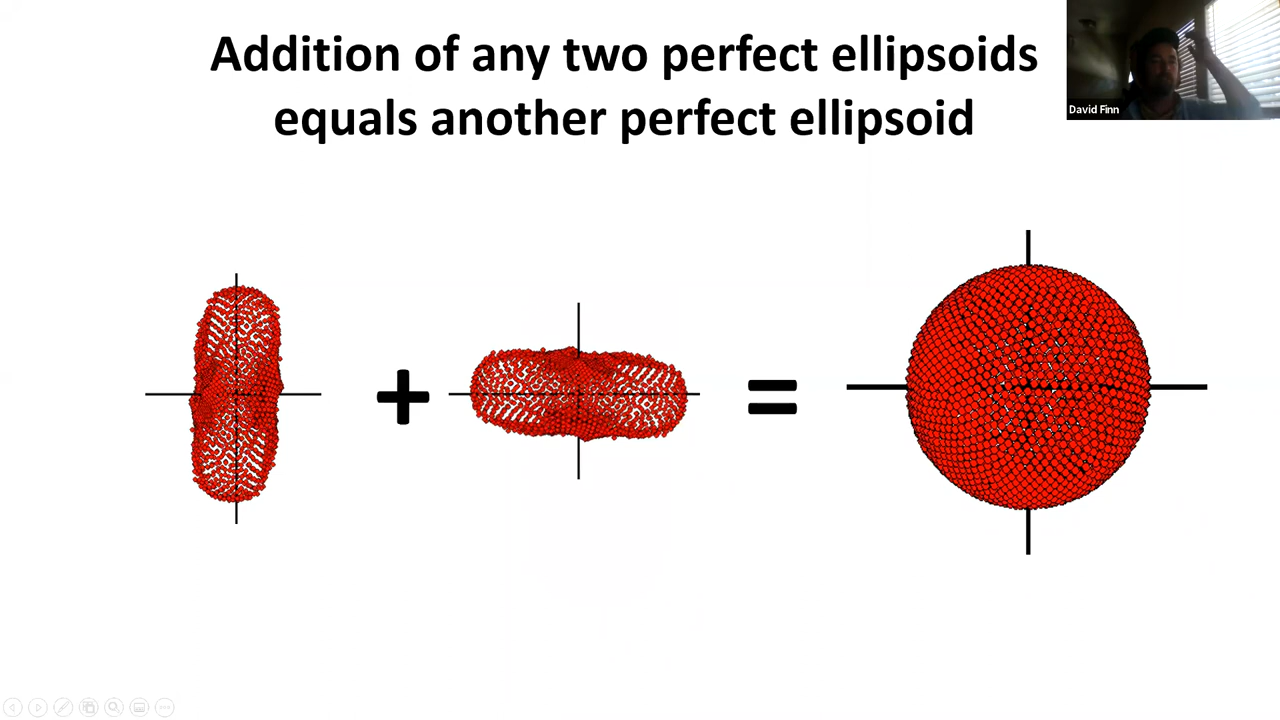 Addition of any two perfect ellipsoids
equals another perfect ellipsoid
David Finn
+
=